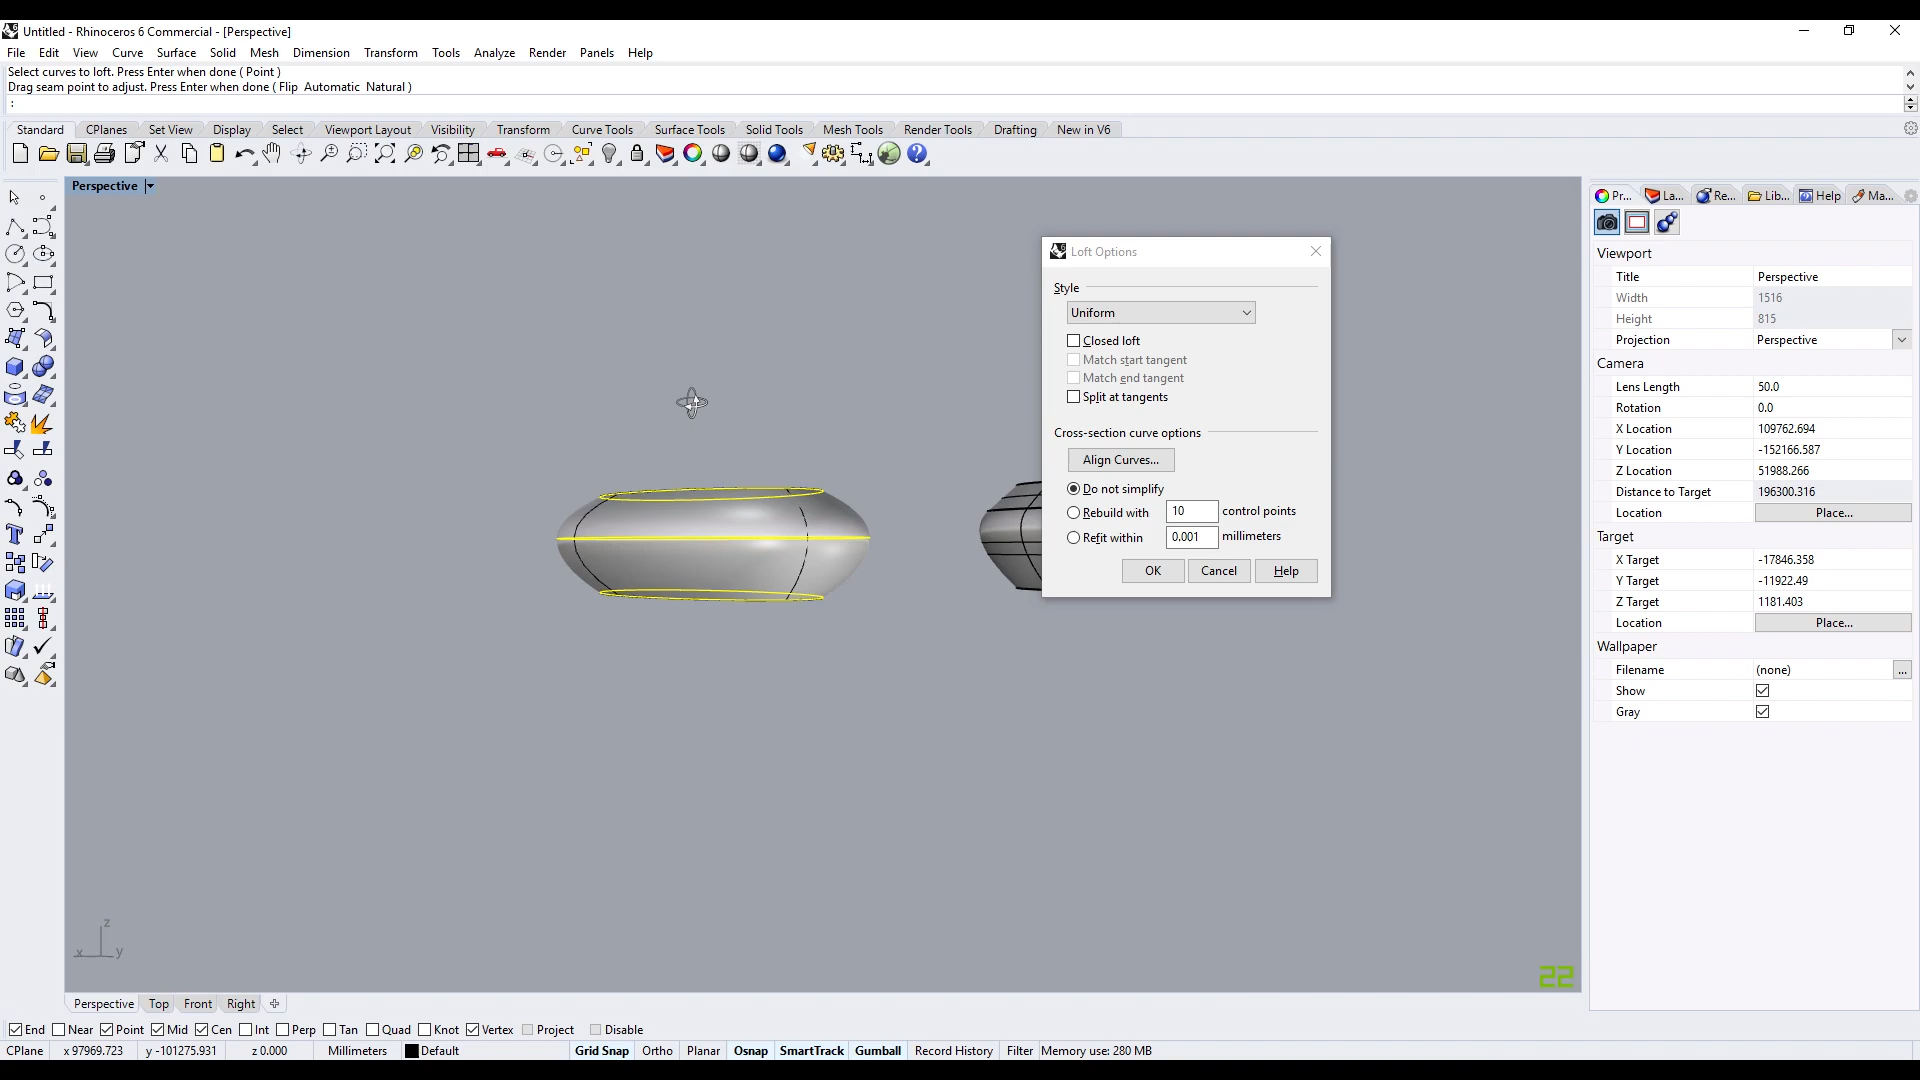 Untitled - Rhinoceros 6 Commercial - [Perspective]
File Edit View Curve Surface Solid Mesh Dimension Transform Tools Analyze Render Panels Help
Select curves to loft. Press Enter when done ( Point )
Drag seam point to adjust. Press Enter when done ( Flip Automatic Natural )
:
Standard CPlanes Set View Display Select Viewport Layout Visibility Transform Curve Tools Surface Tools Solid Tools Mesh Tools Render Tools Drafting New in V6
Perspective
Pr... La... Re... Lib... Help Ma...
Viewport
Title Perspective
Width 1516
Height 815
Projection Perspective
Camera
Lens Length 50.0
Rotation 0.0
X Location 109762.694
Y Location -152166.587
Z Location 51988.266
Distance to Target 196300.316
Location Place...
Target
X Target -17846.358
Y Target -11922.49
Z Target 1181.403
Location Place...
Wallpaper
Filename (none) ...
Show
Gray
Loft Options
Style
Uniform
Closed loft
Match start tangent
Match end tangent
Split at tangents
Cross-section curve options
Align Curves...
Do not simplify
Rebuild with 10 control points
Refit within 0.001 millimeters
OK Cancel Help
z
x y
22
Perspective Top Front Right
End Near Point Mid Cen Int Perp Tan Quad Knot Vertex Project Disable
CPlane x 97969.723 y -101275.931 z 0.000 Millimeters Default Grid Snap Ortho Planar Osnap SmartTrack Gumball Record History Filter Memory use: 280 MB